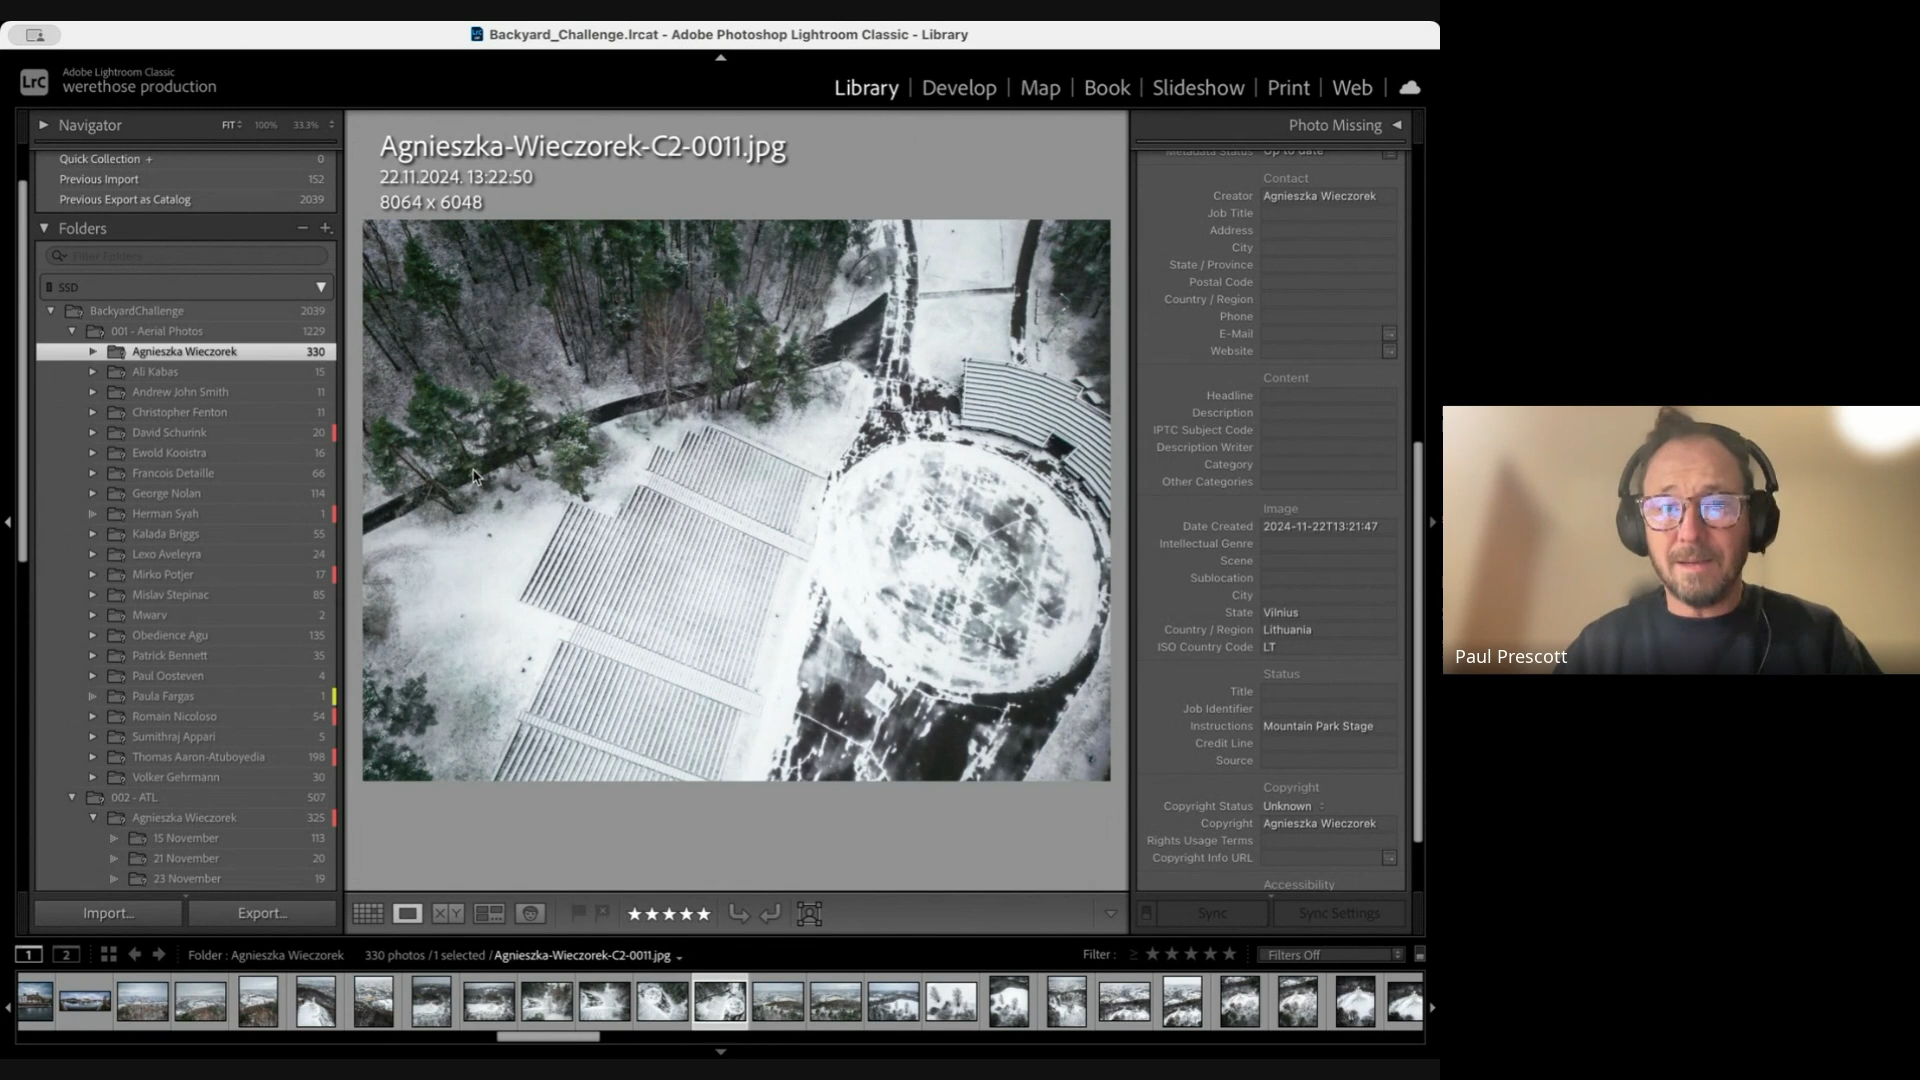 Backyard_Challenge.lrcat - Adobe Photoshop Lightroom Classic - Library
LrC
Adobe Lightroom Classic
werethose production
Library | Develop | Map | Book | Slideshow | Print | Web
Navigator FIT 100% 33.3%
Quick Collection + 0
Previous Import 152
Previous Export as Catalog 2039
Folders
Filter Folders
SSD
BackyardChallenge 2039
001 - Aerial Photos 1229
Agnieszka Wieczorek 330
Ali Kabas 15
Andrew John Smith 11
Christopher Fenton 11
David Schurink 20
Ewold Kooistra 16
Francois Detaille 66
George Nolan 114
Herman Syah 1
Kalada Briggs 55
Lexo Aveleyra 24
Mirko Potjer 17
Mislav Stepinac 85
Mwarv 2
Obedience Agu 135
Patrick Bennett 35
Paul Oosteven 4
Paula Fargas 1
Romain Nicoloso 54
Sumithraj Appari 5
Thomas Aaron-Atuboyedia 198
Volker Gehrmann 30
002 - ATL 507
Agnieszka Wieczorek 325
15 November 113
21 November 20
23 November 19
Import... Export...
Agnieszka-Wieczorek-C2-0011.jpg
22.11.2024. 13:22:50
8064 x 6048
Photo Missing
Metadata Status Up to date
Contact
Creator Agnieszka Wieczorek
Job Title
Address
City
State / Province
Postal Code
Country / Region
Phone
E-Mail
Website
Content
Headline
Description
IPTC Subject Code
Description Writer
Category
Other Categories
Image
Date Created 2024-11-22T13:21:47
Intellectual Genre
Scene
Sublocation
City
State Vilnius
Country / Region Lithuania
ISO Country Code LT
Status
Title
Job Identifier
Instructions Mountain Park Stage
Credit Line
Source
Copyright
Copyright Status Unknown
Copyright Agnieszka Wieczorek
Rights Usage Terms
Copyright Info URL
Accessibility
Sync Sync Settings
XY
1 2 Folder : Agnieszka Wieczorek 330 photos / 1 selected / Agnieszka-Wieczorek-C2-0011.jpg
Filter : Filters Off
Paul Prescott